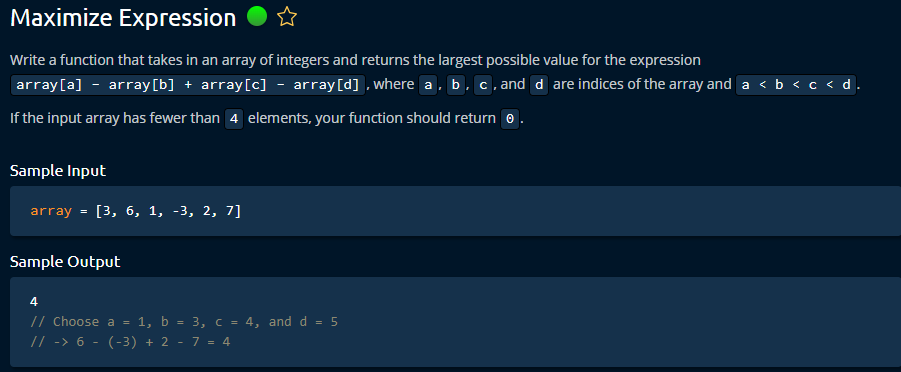 Maximize Expression
Write a function that takes in an array of integers and returns the largest possible value for the expression
array[a] - array[b] + array[c] - array[d] , where a , b , c , and d are indices of the array and a < b < c < d .
If the input array has fewer than 4 elements, your function should return 0 .
Sample Input
array = [3, 6, 1, -3, 2, 7]
Sample Output
4
// Choose a = 1, b = 3, c = 4, and d = 5
// -> 6 - (-3) + 2 - 7 = 4